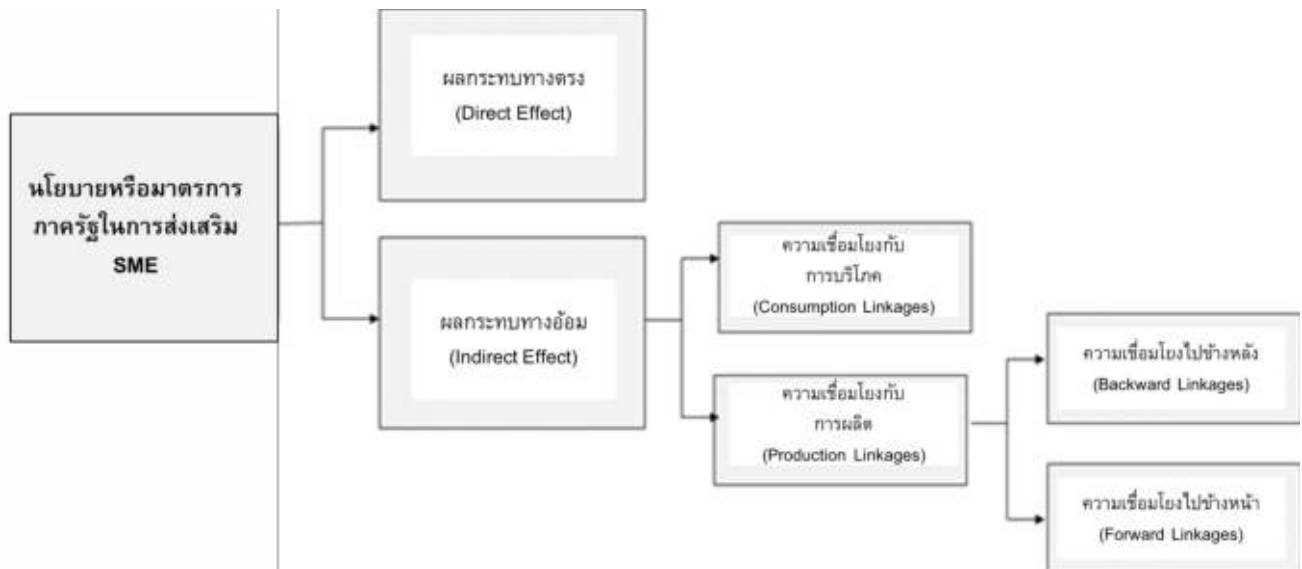 นโยบายหรือมาตรการ
ภาครัฐในการส่งเสริม
SME
ผลกระทบทางตรง
(Direct Effect)
ผลกระทบทางอ้อม
(Indirect Effect)
ความเชื่อมโยงกับ
การบริโภค
(Consumption Linkages)
ความเชื่อมโยงกับ
การผลิต
(Production Linkages)
ความเชื่อมโยงไปข้างหลัง
(Backward Linkages)
ความเชื่อมโยงไปข้างหน้า
(Forward Linkages)